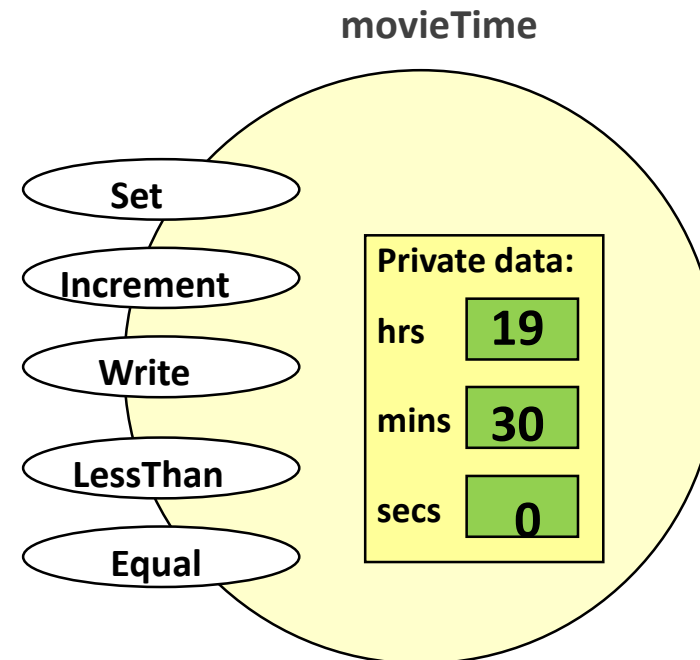 movieTime
Set
Increment
Write
LessThan
Equal
Private data:
hrs 19
mins 30
secs 0